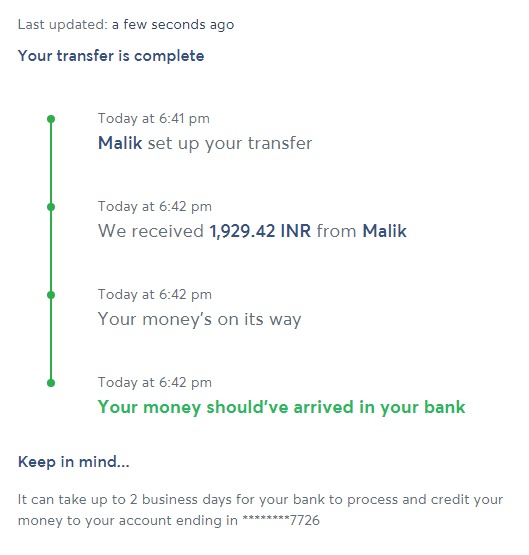 Last updated: a few seconds ago
Your transfer is complete
Today at 6:41 pm
Malik set up your transfer
Today at 6:42 pm
We received 1,929.42 INR from Malik
Today at 6:42 pm
Your money's on its way
Today at 6:42 pm
Your money should've arrived in your bank
Keep in mind...
It can take up to 2 business days for your bank to process and credit your
money to your account ending in ********7726